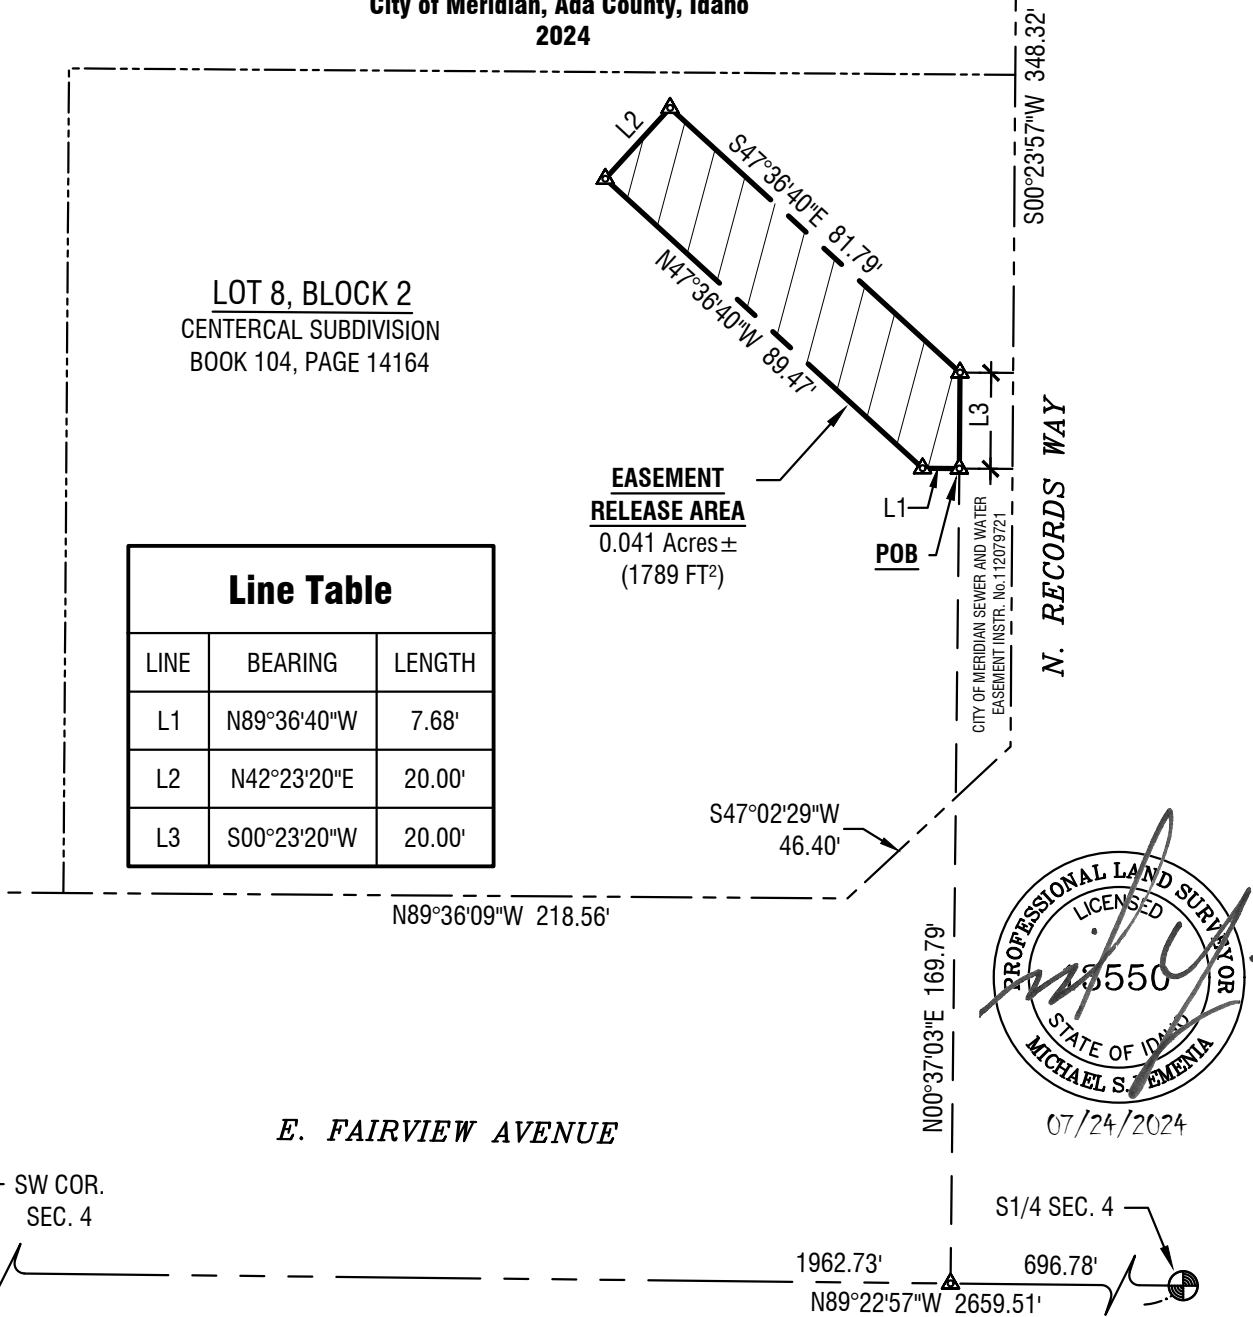 City of Meridian, Ada County, Idaho
2024
S00°23'57"W 348.32'
L2
S47°36'40"E 81.79'
N47°36'40"W 89.47'
LOT 8, BLOCK 2
CENTERCAL SUBDIVISION
BOOK 104, PAGE 14164
L3
N. RECORDS WAY
EASEMENT
RELEASE AREA
0.041 Acres±
(1789 FT²)
L1
POB
CITY OF MERIDIAN SEWER AND WATER
EASEMENT INSTR. No.112079721
Line Table
LINE BEARING LENGTH
L1 N89°36'40"W 7.68'
L2 N42°23'20"E 20.00'
L3 S00°23'20"W 20.00'
S47°02'29"W
46.40'
N89°36'09"W 218.56'
N00°37'03"E 169.79'
PROFESSIONAL LAND SURVEYOR
LICENSED
13550
STATE OF IDAHO
MICHAEL S.
07/24/2024
E. FAIRVIEW AVENUE
SW COR.
SEC. 4
S1/4 SEC. 4
1962.73'
696.78'
N89°22'57"W 2659.51'